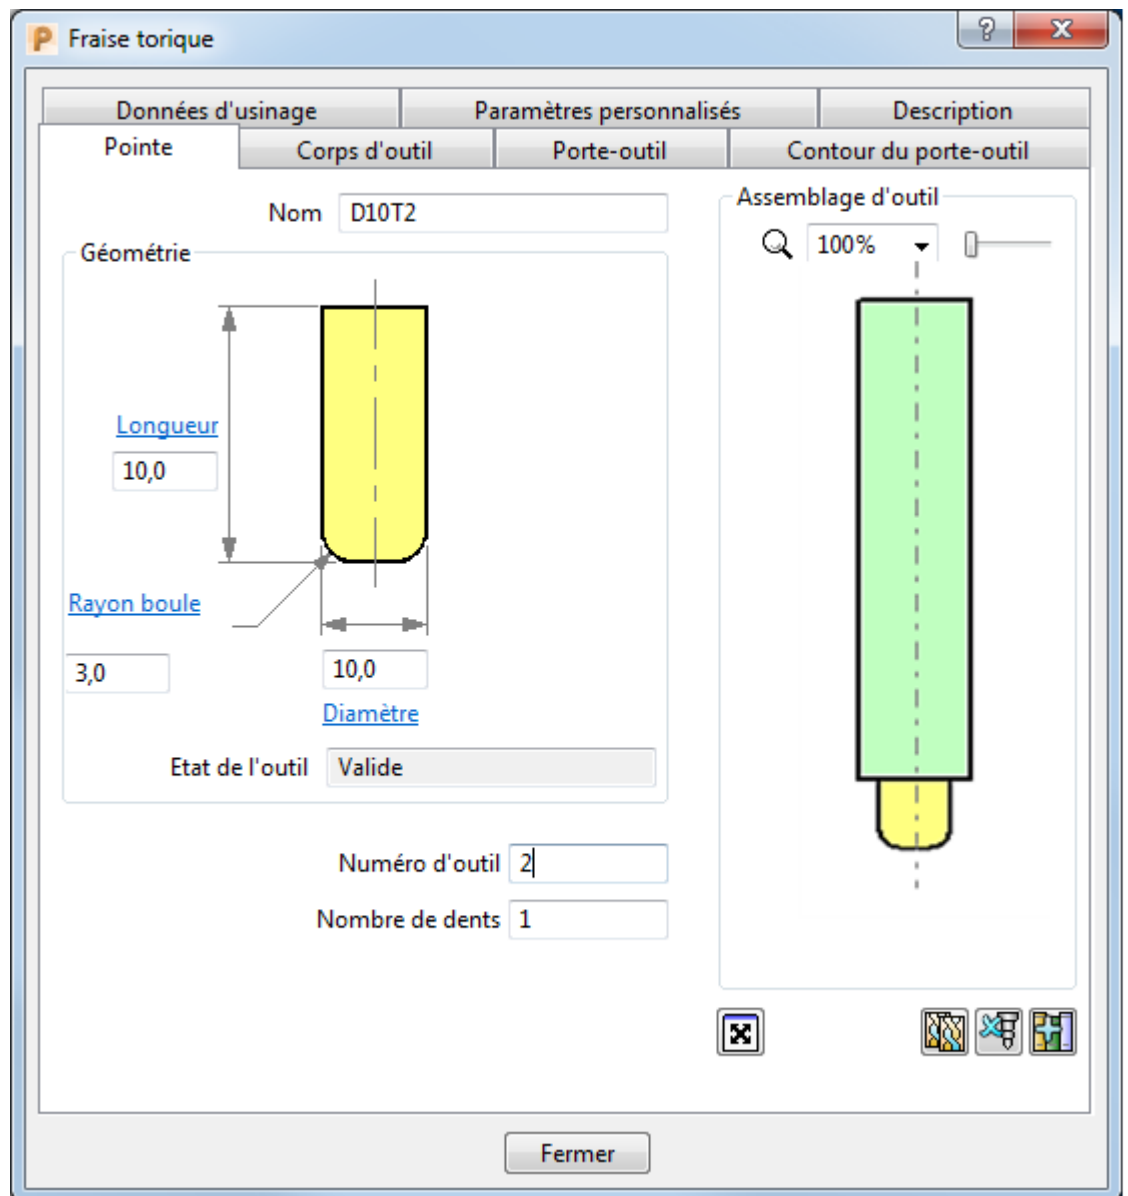 Fraise torique
Données d'usinage
Paramètres personnalisés
Description
Pointe
Corps d'outil
Porte-outil
Contour du porte-outil
Nom D10T2
Géométrie
Longueur
10,0
Rayon boule
3,0
10,0
Diamètre
Etat de l'outil Valide
Numéro d'outil 2
Nombre de dents 1
Assemblage d'outil
100%
Fermer